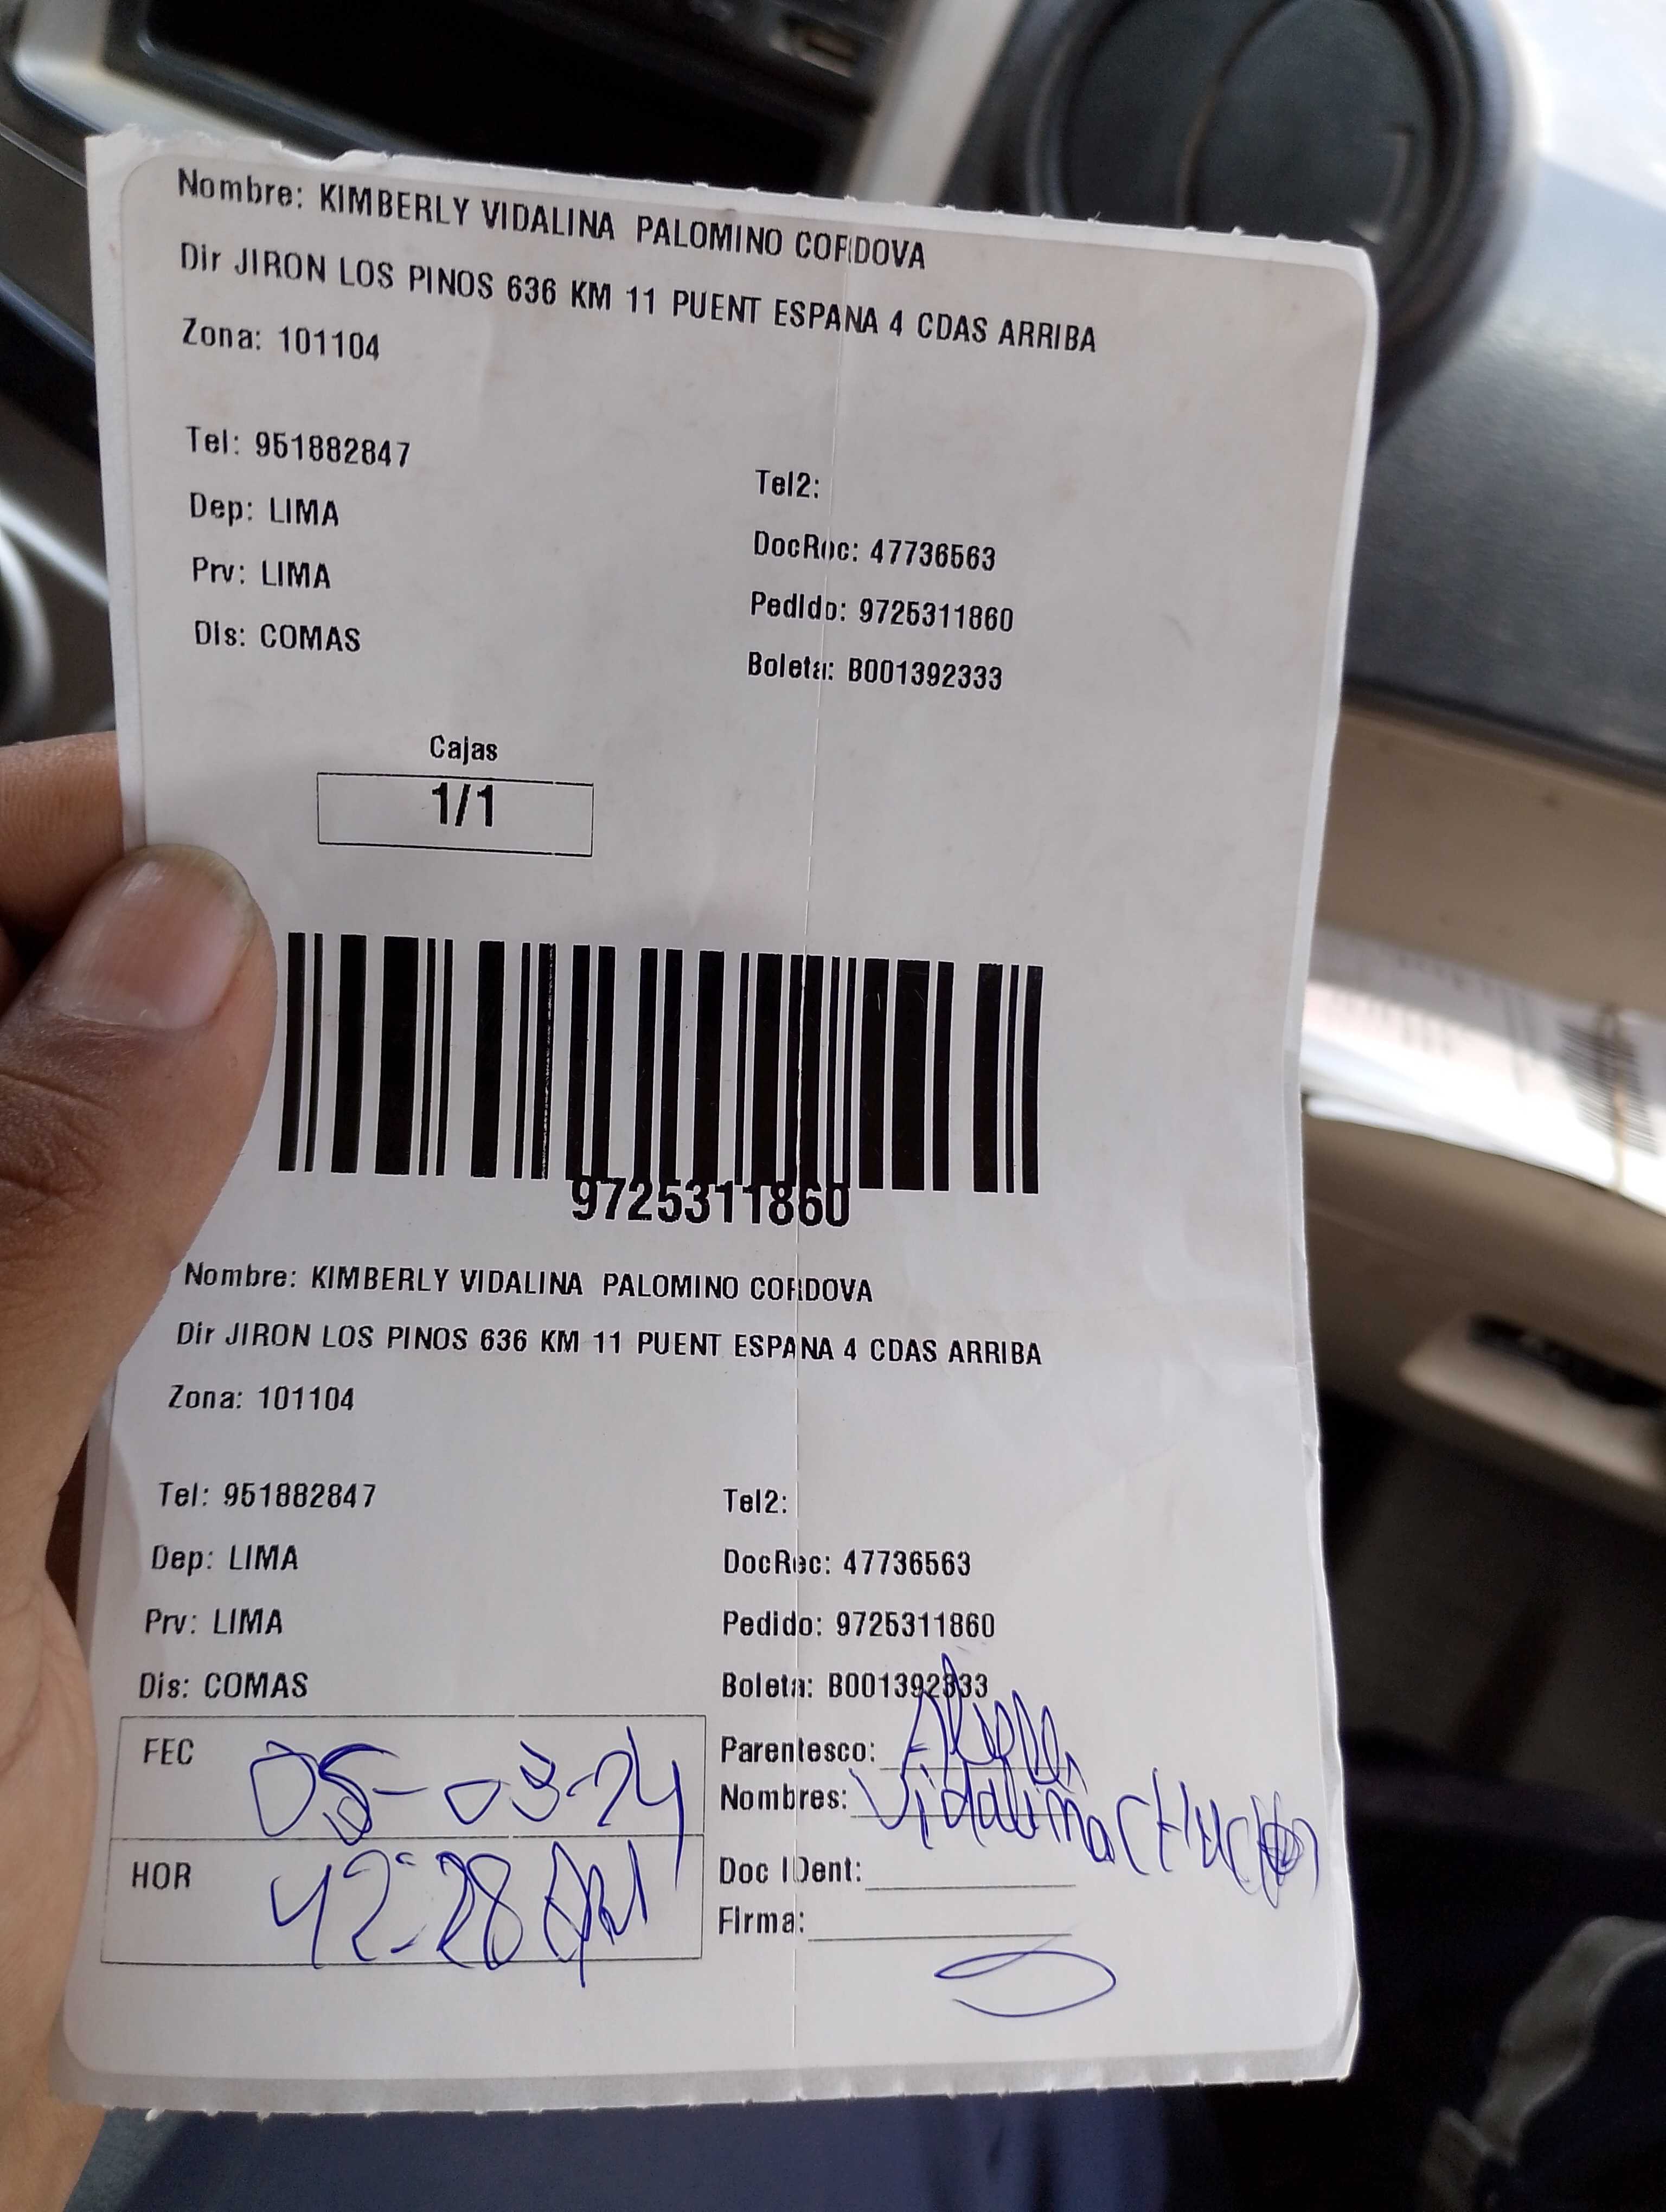 Nombre: KIMBERLY VIDALINA PALOMINO CORDOVA
Dir JIRON LOS PINOS 636 KM 11 PUENT ESPANA 4 CDAS ARRIBA
Zona: 101104
Tel: 951882847
Tel2:
Dep: LIMA
DocRec: 47736563
Prv: LIMA
Pedido: 9725311860
Dis: COMAS
Boleta: B001392333
Cajas
1/1
9725311860
Nombre: KIMBERLY VIDALINA PALOMINO CORDOVA
Dir JIRON LOS PINOS 636 KM 11 PUENT ESPANA 4 CDAS ARRIBA
Zona: 101104
Tel: 951882847
Tel2:
Dep: LIMA
DocRec: 47736563
Prv: LIMA
Pedido: 9725311860
Dis: COMAS
Boleta: B001392333
FEC 05-03-24
Parentesco:
Nombres: Vidalina
HOR
Doc IDent:
Firma: